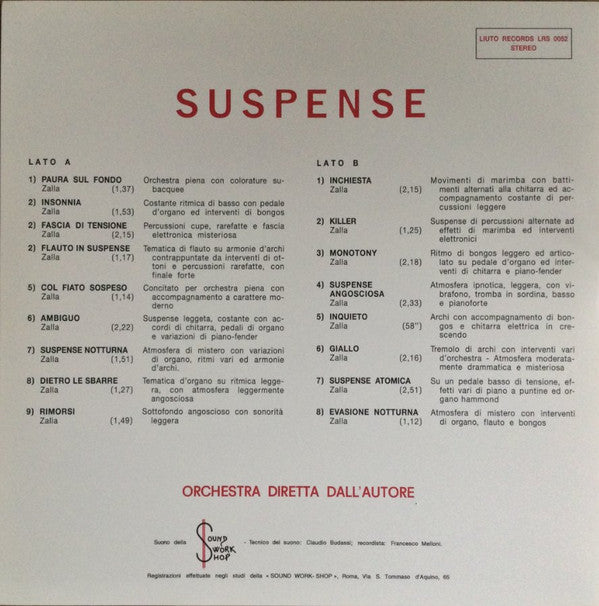 LIUTO RECORDS LRS 0052
STEREO
SUSPENSE
LATO A
1) PAURA SUL FONDO Orchestra piena con colorature su-
Zalla (1,37) bacquee
2) INSONNIA Costante ritmica di basso con pedale
Zalla (1,53) d'organo ed interventi di bongos
2) FASCIA DI TENSIONE Percussioni cupe, rarefatte e fascia
Zalla (2,15) elettronica misteriosa
2) FLAUTO IN SUSPENSE Tematica di flauto su armonie d'archi
Zalla (1,17) contrappuntate da interventi di ot-
toni e percussioni rarefatte, con
finale forte
5) COL FIATO SOSPESO Concitato per orchestra piena con
Zalla (1,14) accompagnamento a carattere mo-
derno
6) AMBIGUO Suspense leggeta, costante con ac-
Zalla (2,22) cordi di chitarra, pedali di organo
e variazioni di piano-fender
7) SUSPENSE NOTTURNA Atmosfera di mistero con variazioni
Zalla (1,51) di organo, ritmi vari ed armonie
d'archi.
8) DIETRO LE SBARRE Tematica d'organo su ritmica legge-
Zalla (1,27) ra, con atmosfera leggermente
angosciosa
9) RIMORSI Sottofondo angoscioso con sonorità
Zalla (1,49) leggera
LATO B
1) INCHIESTA Movimenti di marimba con batti-
Zalla (2,15) menti alternati alla chitarra ed ac-
compagnamento costante di per-
cussioni leggere
2) KILLER Suspense di percussioni alternate ad
Zalla (1,25) effetti di marimba ed interventi
elettronici
3) MONOTONY Ritmo di bongos leggero ed artico-
Zalla (2,18) lato su pedale d'organo ed inter-
venti di chitarra e piano-fender
4) SUSPENSE Atmosfera ipnotica, leggera, con vi-
ANGOSCIOSA brafono, tromba in sordina, basso
Zalla (2,33) e pianoforte
5) INQUIETO Archi con accompagnamento di bon-
Zalla (58") gos e chitarra elettrica in cre-
scendo
6) GIALLO Tremolo di archi con interventi vari
Zalla (2,16) d'orchestra - Atmosfera moderata-
mente drammatica e misteriosa
7) SUSPENSE ATOMICA Su un pedale basso di tensione, ef-
Zalla (2,51) fetti vari di piano a puntine ed or-
gano hammond
8) EVASIONE NOTTURNA Atmosfera di mistero con interventi
Zalla (1,12) di organo, flauto e bongos
ORCHESTRA DIRETTA DALL'AUTORE
Suono della SOUND WORK SHOP - Tecnico del suono: Claudio Budassi; recordista: Francesco Melloni.
Registrazioni effettuate negli studi della « SOUND WORK-SHOP », Roma, Via S. Tommaso d'Aquino, 65